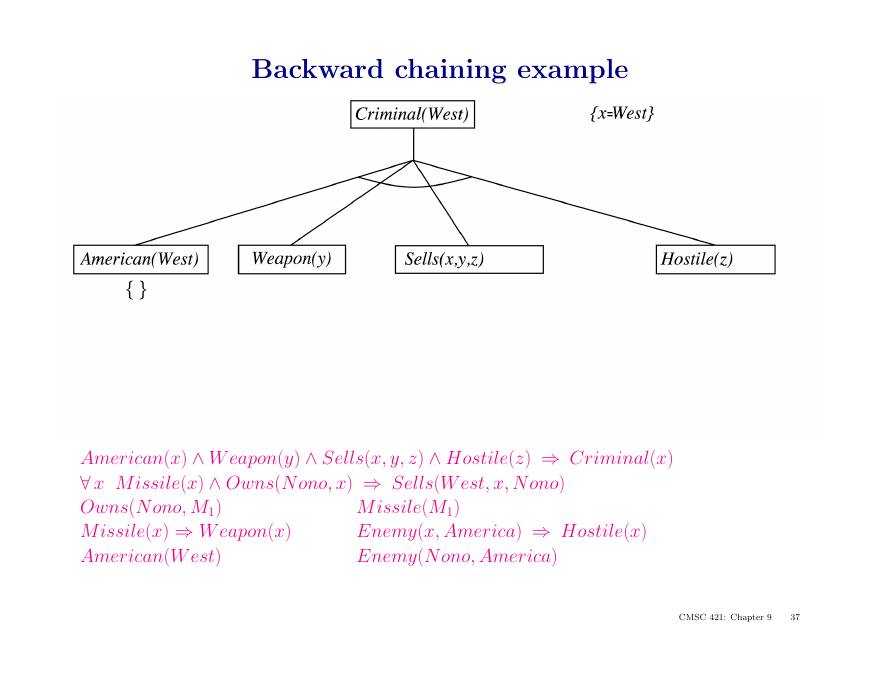 Backward chaining example
Criminal(West) {x=West}
American(West) Weapon(y) Sells(x,y,z) Hostile(z)
{ }
American(x) ∧ Weapon(y) ∧ Sells(x, y, z) ∧ Hostile(z) ⇒ Criminal(x)
∀ x Missile(x) ∧ Owns(Nono, x) ⇒ Sells(West, x, Nono)
Owns(Nono, M₁) Missile(M₁)
Missile(x) ⇒ Weapon(x) Enemy(x, America) ⇒ Hostile(x)
American(West) Enemy(Nono, America)
CMSC 421: Chapter 9 37